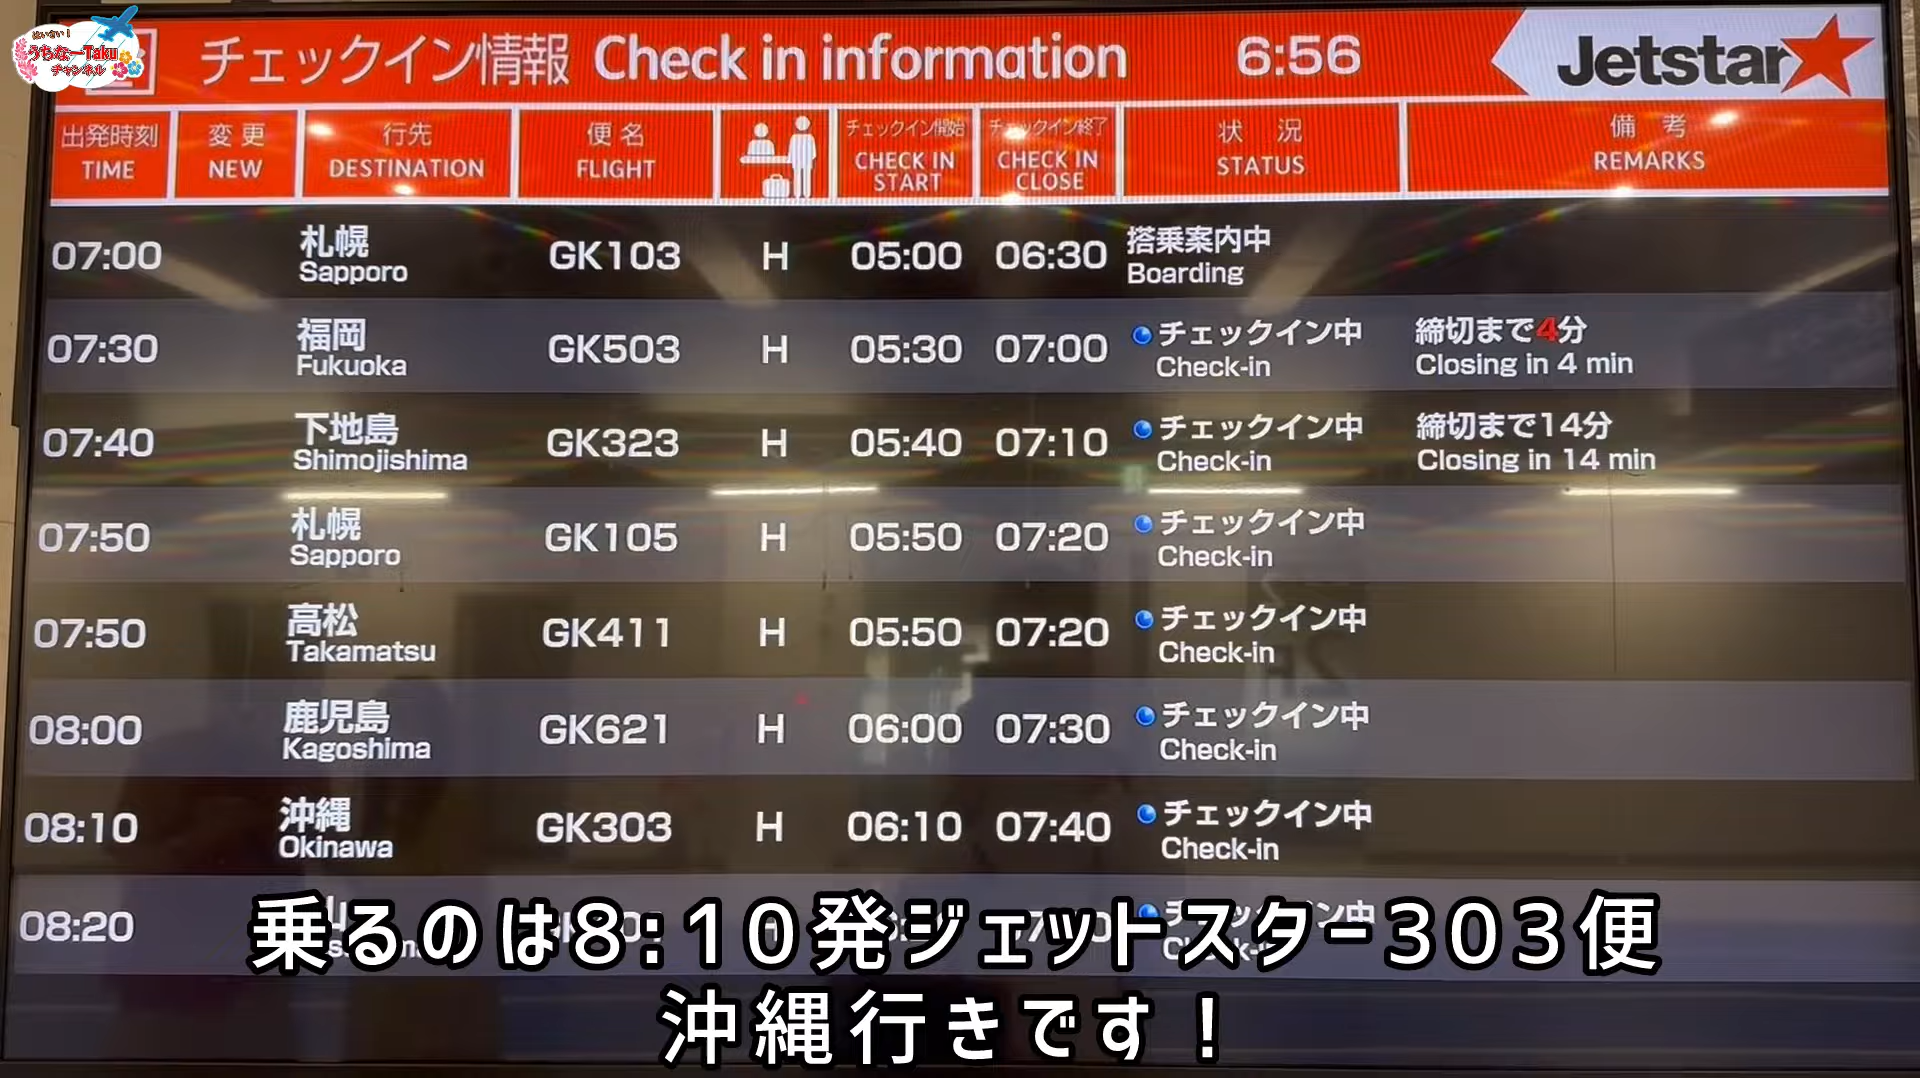 はいさい！
うちなーTaku
チャンネル
チェックイン情報 Check in information 6:56 Jetstar
出発時刻 変更 行先 便名 チェックイン開始 チェックイン終了 状況 備考
TIME NEW DESTINATION FLIGHT CHECK IN START CHECK IN CLOSE STATUS REMARKS
07:00 札幌 GK103 H 05:00 06:30 搭乗案内中
Sapporo Boarding
07:30 福岡 GK503 H 05:30 07:00 チェックイン中 締切まで4分
Fukuoka Check-in Closing in 4 min
07:40 下地島 GK323 H 05:40 07:10 チェックイン中 締切まで14分
Shimojishima Check-in Closing in 14 min
07:50 札幌 GK105 H 05:50 07:20 チェックイン中
Sapporo Check-in
07:50 高松 GK411 H 05:50 07:20 チェックイン中
Takamatsu Check-in
08:00 鹿児島 GK621 H 06:00 07:30 チェックイン中
Kagoshima Check-in
08:10 沖縄 GK303 H 06:10 07:40 チェックイン中
Okinawa Check-in
08:20
乗るのは8:10発ジェットスター303便
沖縄行きです！